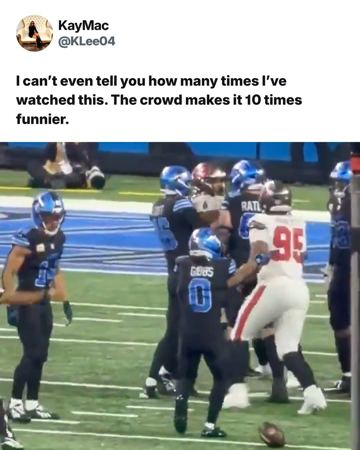 KayMac
@KLee04
I can't even tell you how many times I've
watched this. The crowd makes it 10 times
funnier.
RATL
95
GIBBS
0